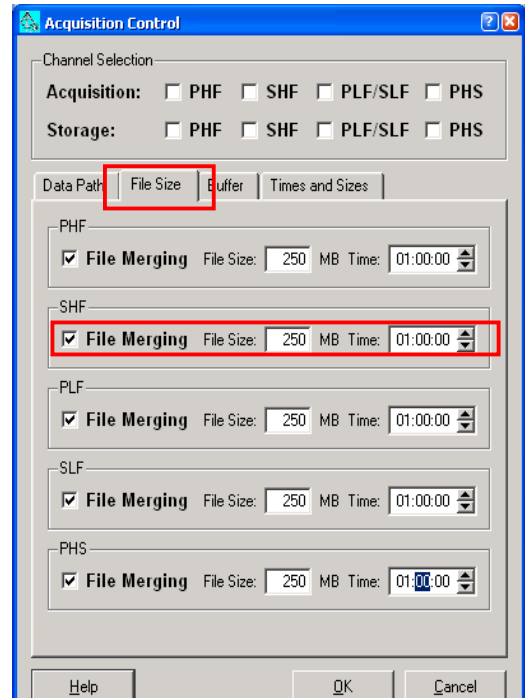 Acquisition Control
Channel Selection
Acquisition: PHF SHF PLF/SLF PHS
Storage: PHF SHF PLF/SLF PHS
Data Path File Size Buffer Times and Sizes
PHF
File Merging File Size: 250 MB Time: 01:00:00
SHF
File Merging File Size: 250 MB Time: 01:00:00
PLF
File Merging File Size: 250 MB Time: 01:00:00
SLF
File Merging File Size: 250 MB Time: 01:00:00
PHS
File Merging File Size: 250 MB Time: 01:00:00
Help OK Cancel